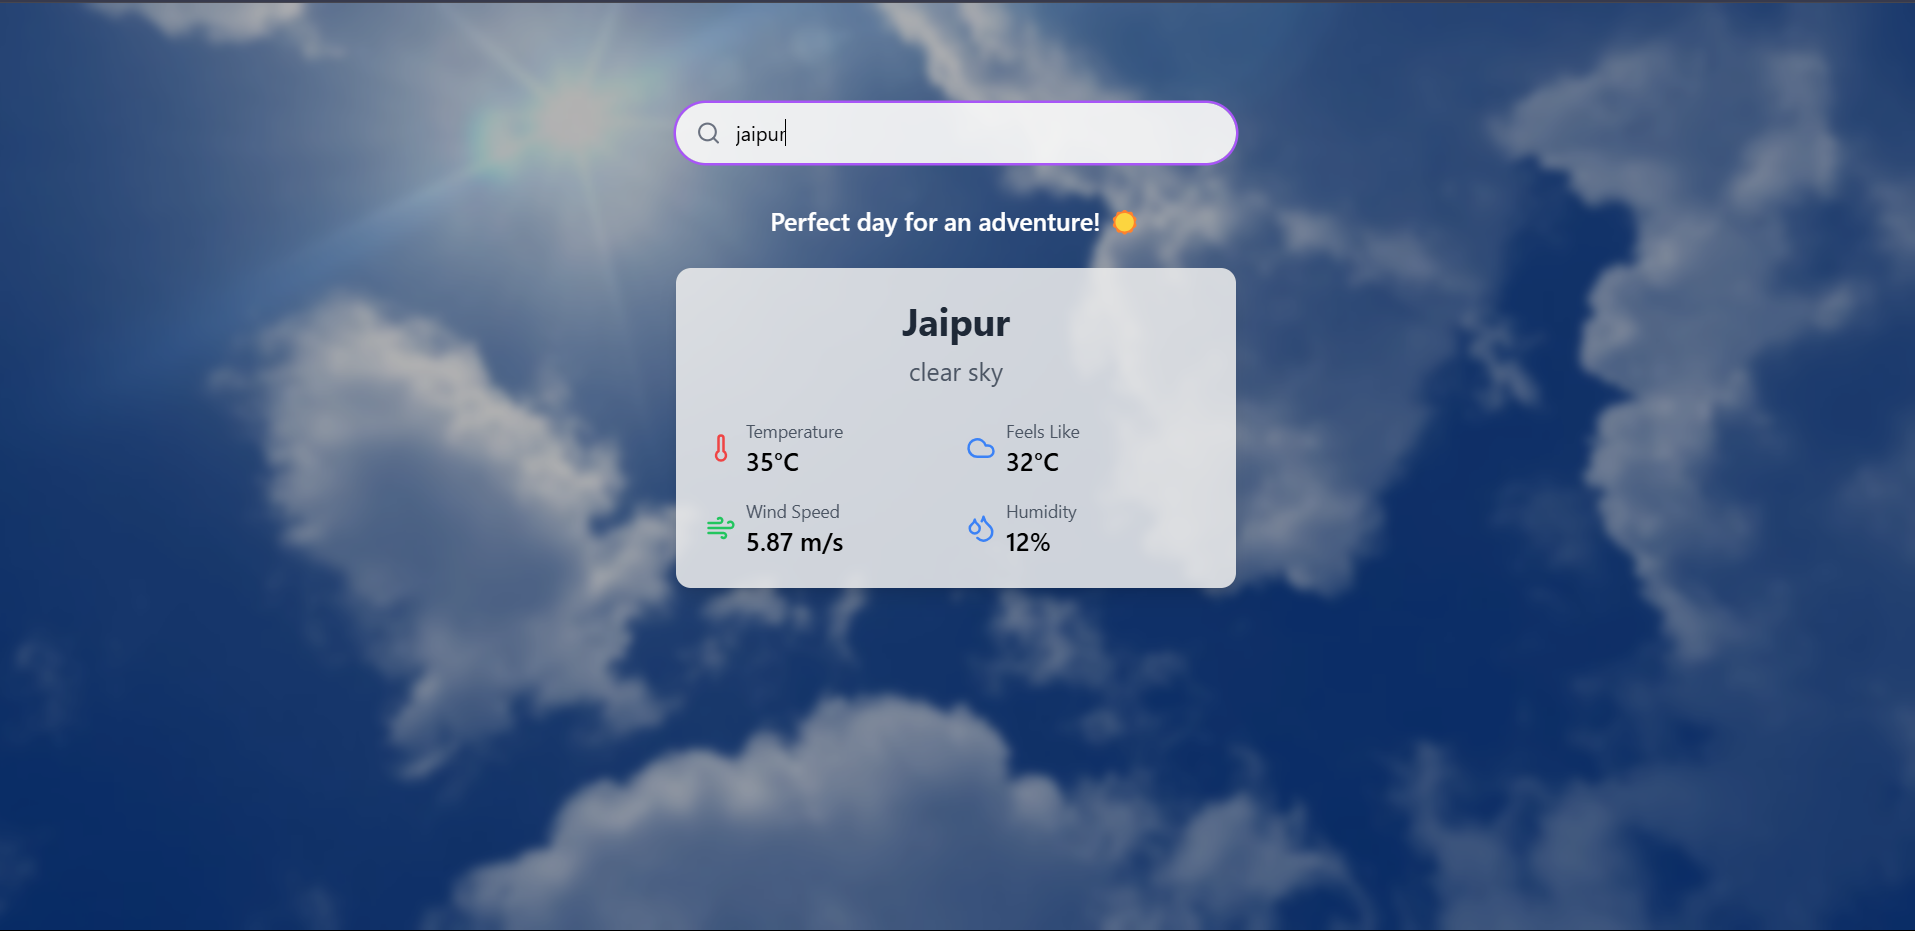 jaipur
Perfect day for an adventure! ☀️
Jaipur
clear sky
Temperature
35°C
Feels Like
32°C
Wind Speed
5.87 m/s
Humidity
12%